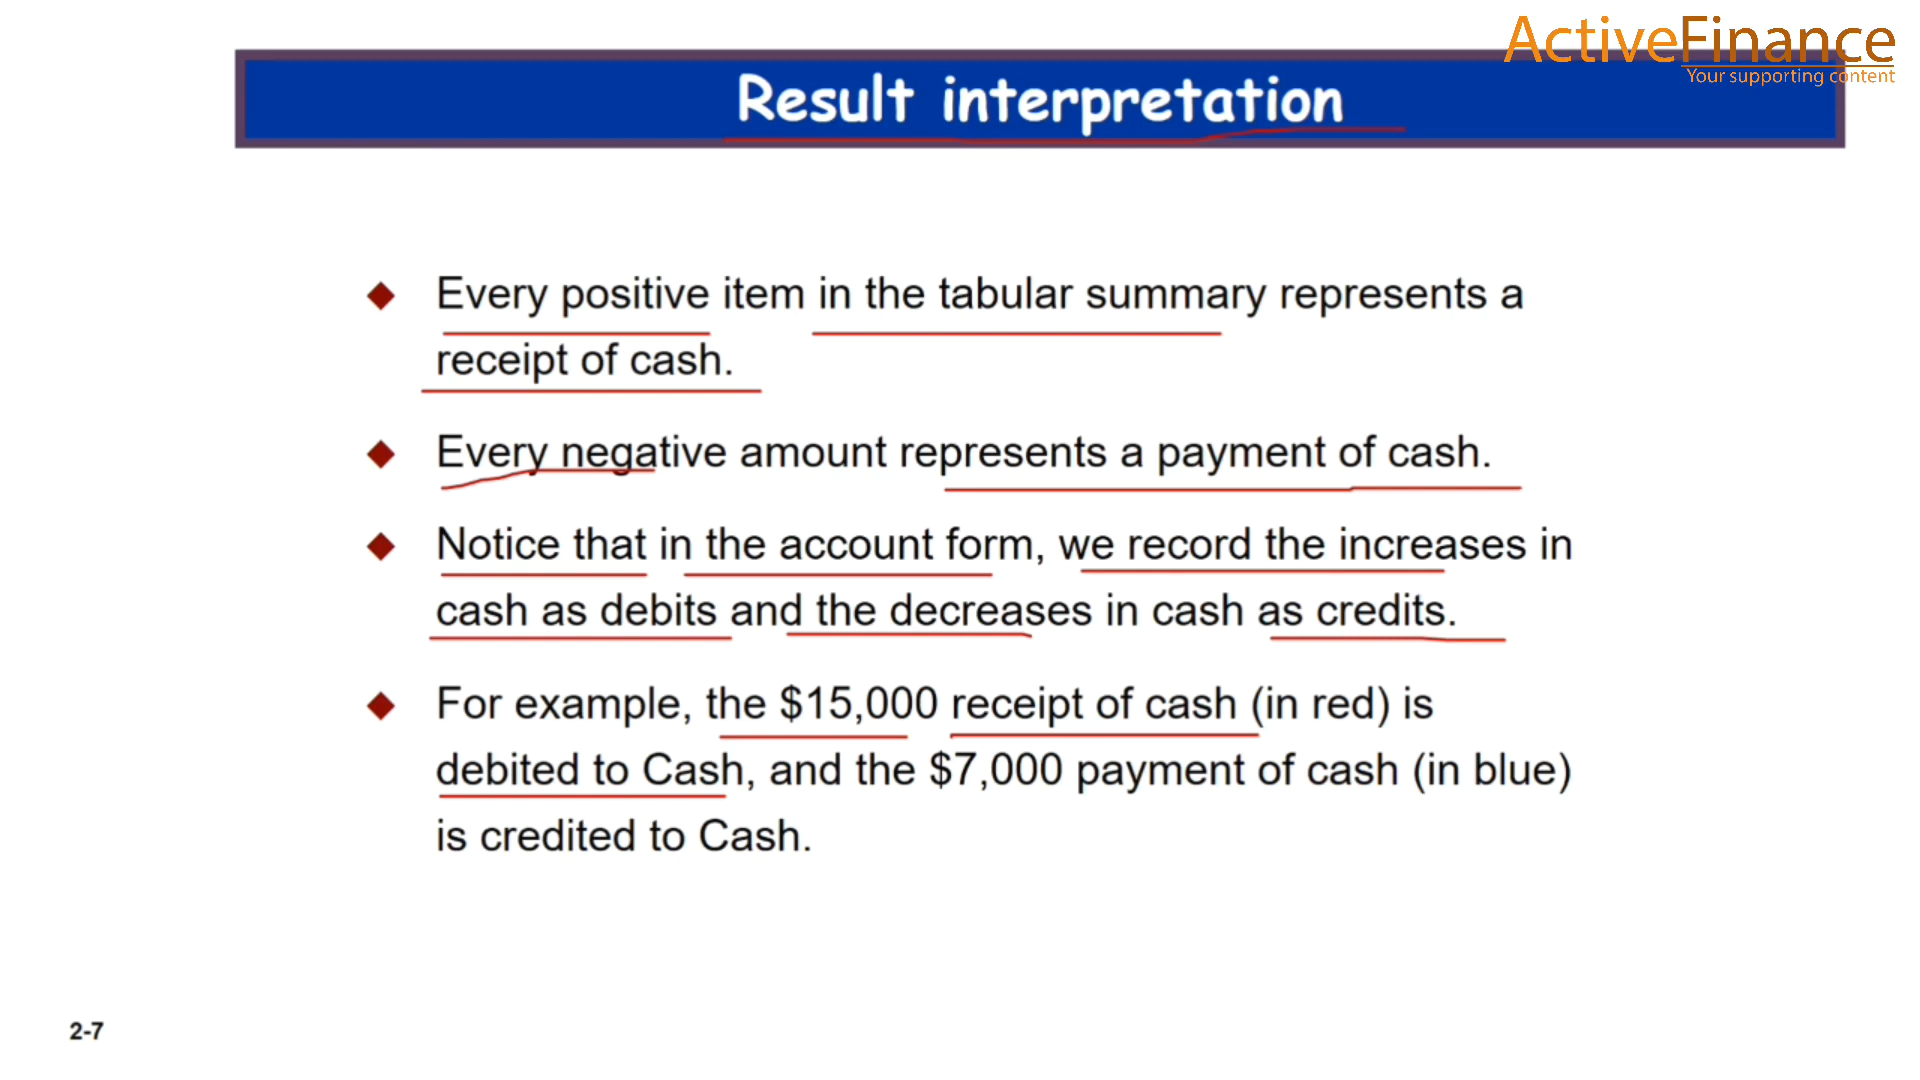 ActiveFinance
Your supporting content
Result interpretation
Every positive item in the tabular summary represents a
receipt of cash.
Every negative amount represents a payment of cash.
Notice that in the account form, we record the increases in
cash as debits and the decreases in cash as credits.
For example, the $15,000 receipt of cash (in red) is
debited to Cash, and the $7,000 payment of cash (in blue)
is credited to Cash.
2-7